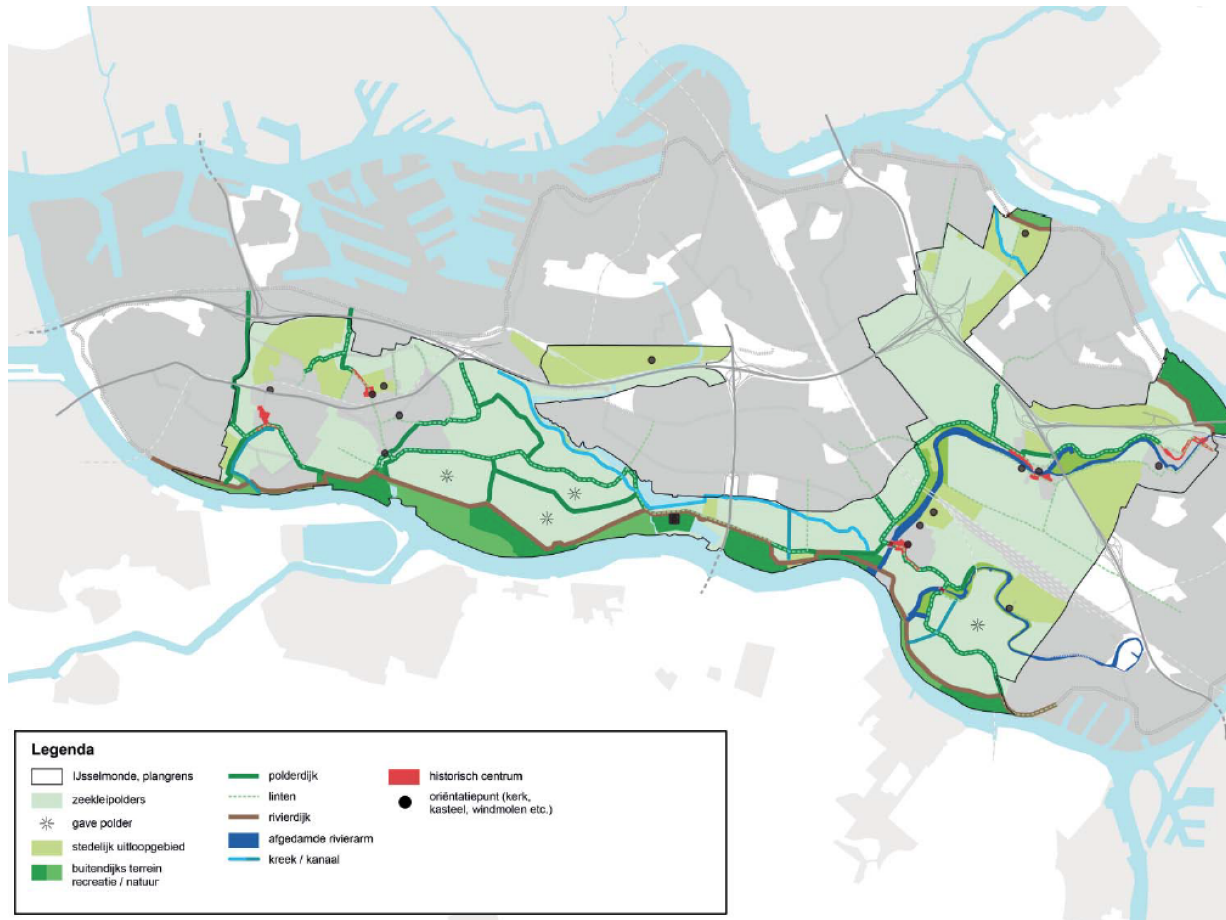 Legenda
IJsselmonde, plangrens
zeekleipolders
gave polder
stedelijk uitloopgebied
buitendijks terrein
recreatie / natuur
polderdijk
linten
rivierdijk
afgedamde rivierarm
kreek / kanaal
historisch centrum
oriëntatiepunt (kerk,
kasteel, windmolen etc.)